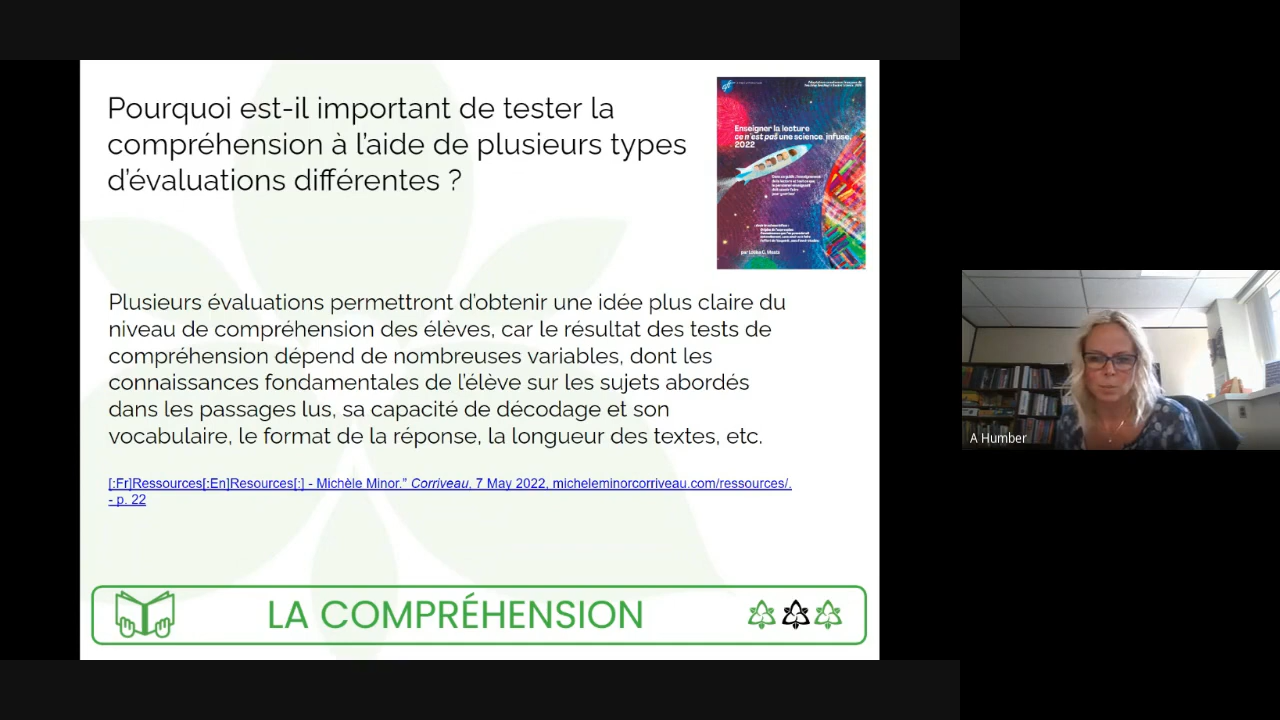 Pourquoi est-il important de tester la
compréhension à l'aide de plusieurs types
d'évaluations différentes ?
Enseigner la lecture
ce n'est pas une science infuse,
2022
Plusieurs évaluations permettront d'obtenir une idée plus claire du
niveau de compréhension des élèves, car le résultat des tests de
compréhension dépend de nombreuses variables, dont les
connaissances fondamentales de l'élève sur les sujets abordés
dans les passages lus, sa capacité de décodage et son
vocabulaire, le format de la réponse, la longueur des textes, etc.
[:Fr]Ressources[:En]Resources[:] - Michèle Minor." Corriveau, 7 May 2022, micheleminorcorriveau.com/ressources/.
- p. 22
LA COMPRÉHENSION
A Humber